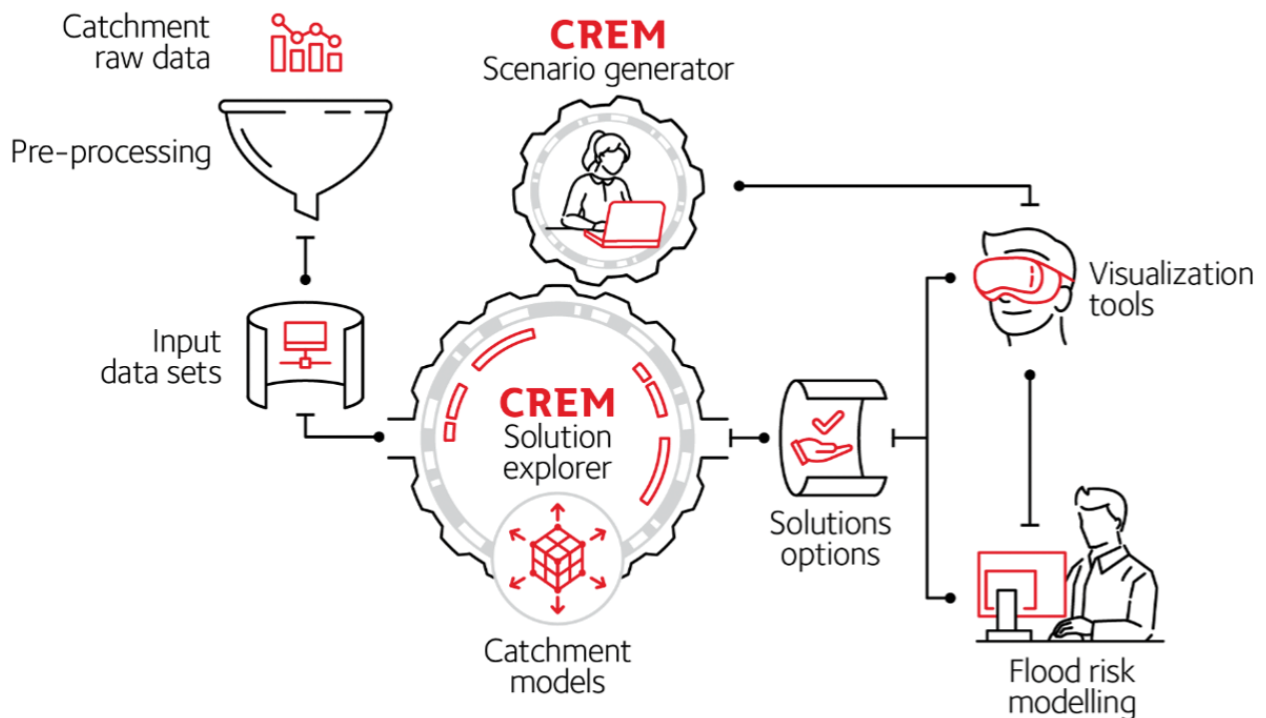 Catchment
raw data
CREM
Scenario generator
Pre-processing
Visualization
tools
Input
data sets
CREM
Solution
explorer
Solutions
options
Catchment
models
Flood risk
modelling